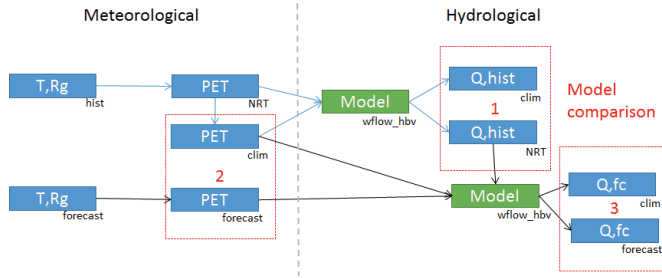 Meteorological
Hydrological
T,Rg
hist
PET
NRT
Model
wflow_hbv
Q,hist
clim
1
Q,hist
NRT
Model
comparison
PET
clim
2
T,Rg
forecast
PET
forecast
Model
wflow_hbv
Q,fc
clim
3
Q,fc
forecast